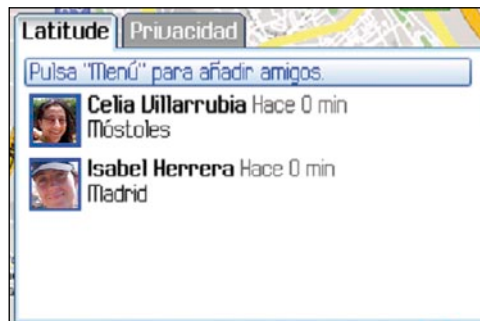 Latitude Privacidad
Pulsa "Menú" para añadir amigos.
Celia Villarrubia Hace 0 min
Móstoles
Isabel Herrera Hace 0 min
Madrid